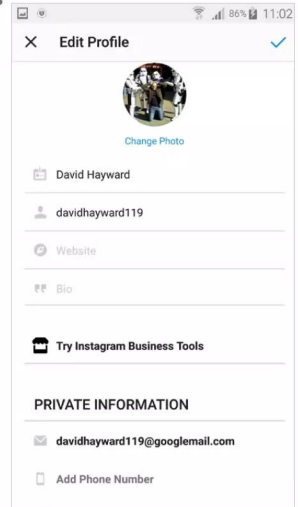 86% 11:02
Edit Profile
Change Photo
David Hayward
davidhayward119
Website
Bio
Try Instagram Business Tools
PRIVATE INFORMATION
davidhayward119@googlemail.com
Add Phone Number